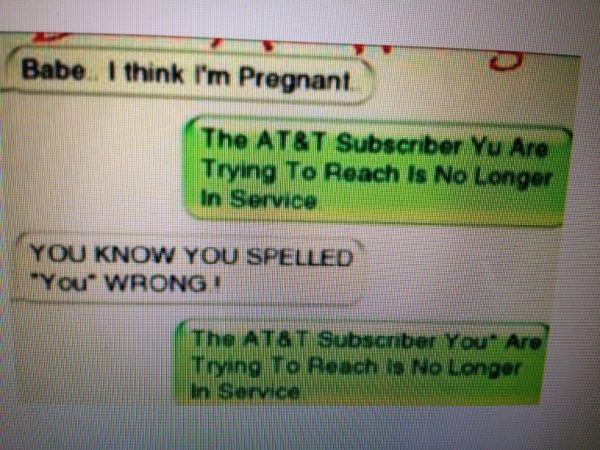 Babe.. I think I'm Pregnant..
The AT&T Subscriber Yu Are
Trying To Reach Is No Longer
In Service
YOU KNOW YOU SPELLED
"You" WRONG !
The AT&T Subscriber You* Are
Trying To Reach Is No Longer
In Service